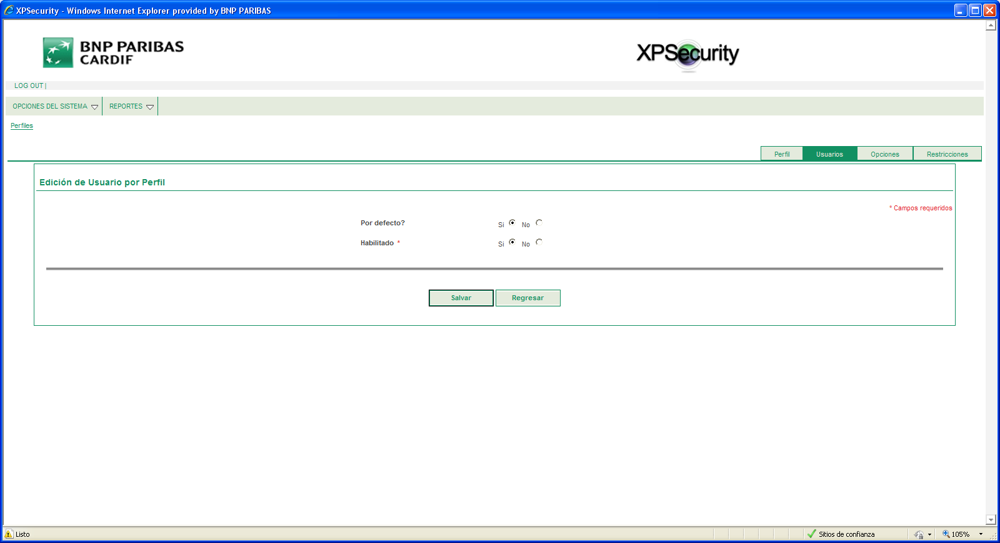 XPSecurity - Windows Internet Explorer provided by BNP PARIBAS
BNP PARIBAS
CARDIF
XPSecurity
LOG OUT |
OPCIONES DEL SISTEMA
REPORTES
Perfiles
Perfil
Usuarios
Opciones
Restricciones
Edición de Usuario por Perfil
* Campos requeridos
Por defecto? Si No
Habilitado * Si No
Salvar
Regresar
Listo
Sitios de confianza
105%